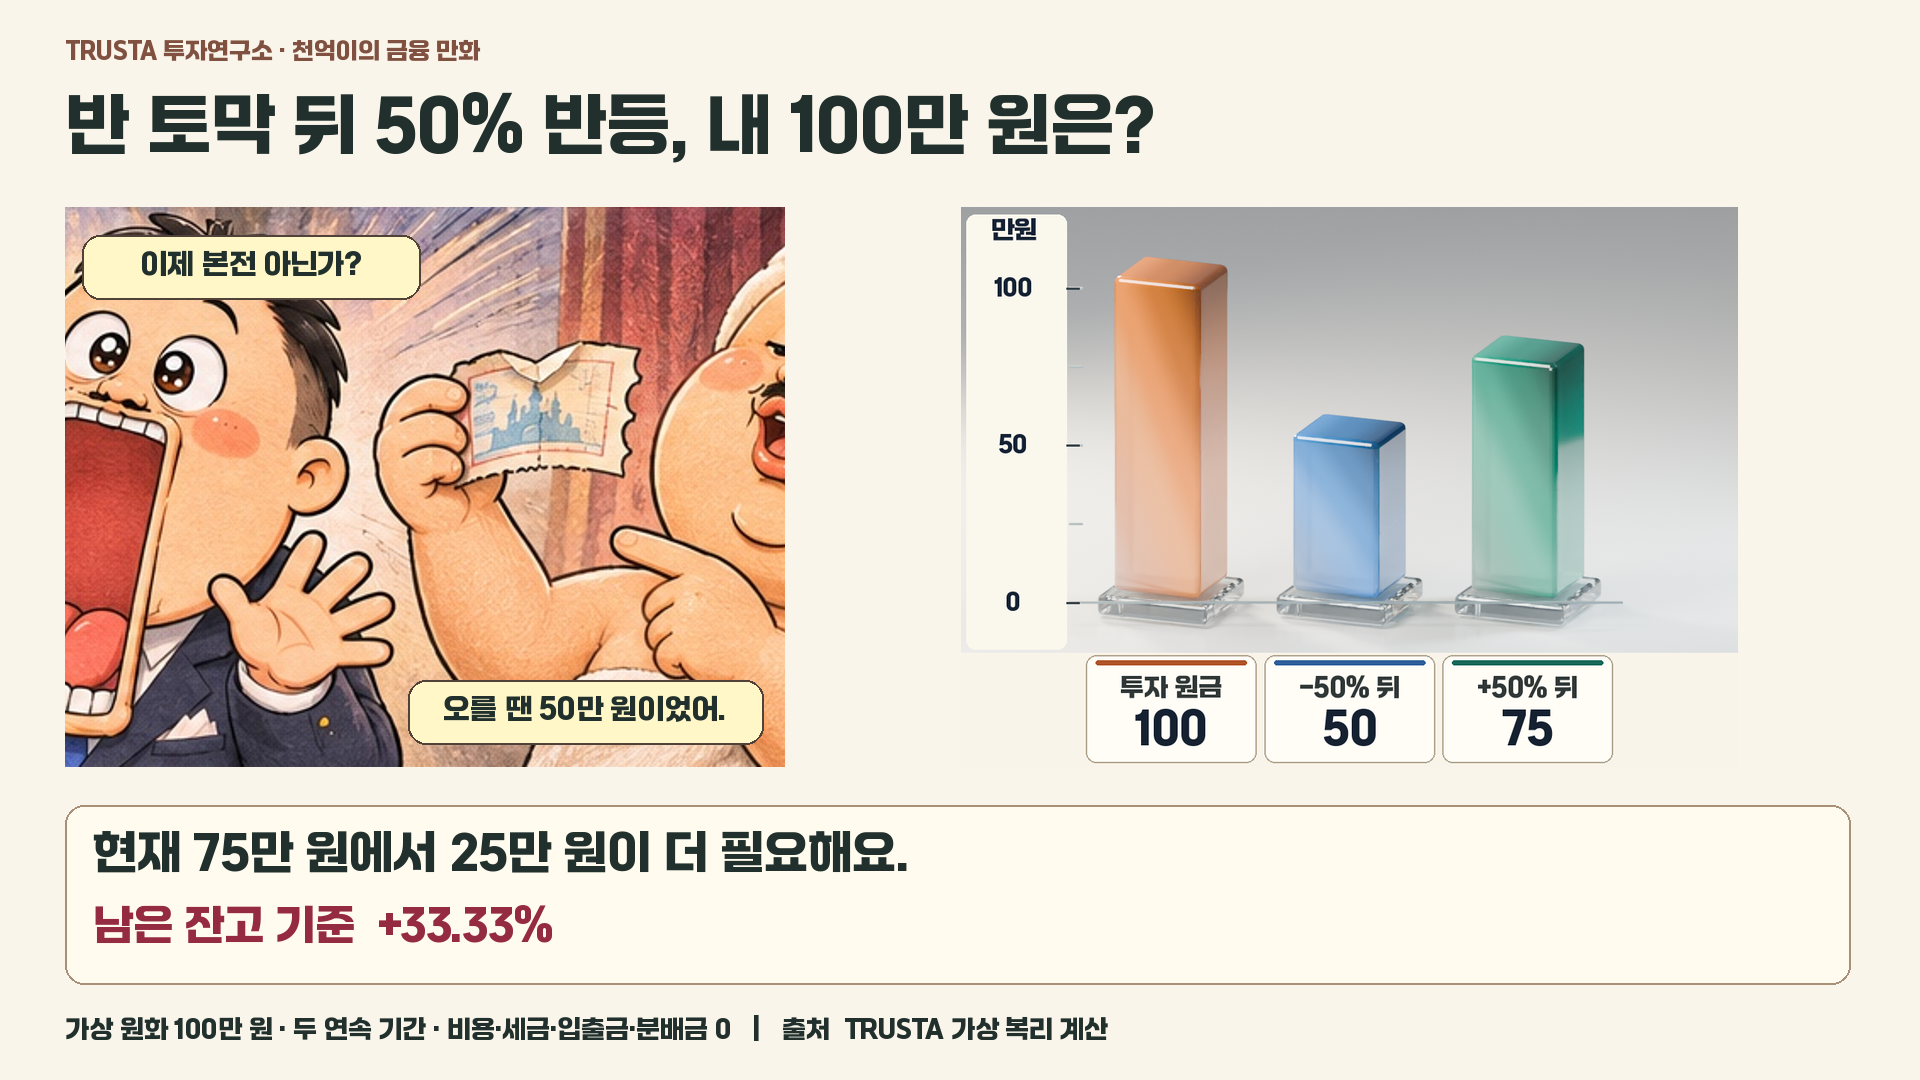 TRUSTA 투자연구소 · 천억이의 금융 만화
반 토막 뒤 50% 반등, 내 100만 원은?
이제 본전 아닌가?
오를 땐 50만 원이었어.
만원
100
50
0
투자 원금
100
−50% 뒤
50
+50% 뒤
75
현재 75만 원에서 25만 원이 더 필요해요.
남은 잔고 기준 +33.33%
가상 원화 100만 원 · 두 연속 기간 · 비용·세금·입출금·분배금 0 | 출처 TRUSTA 가상 복리 계산